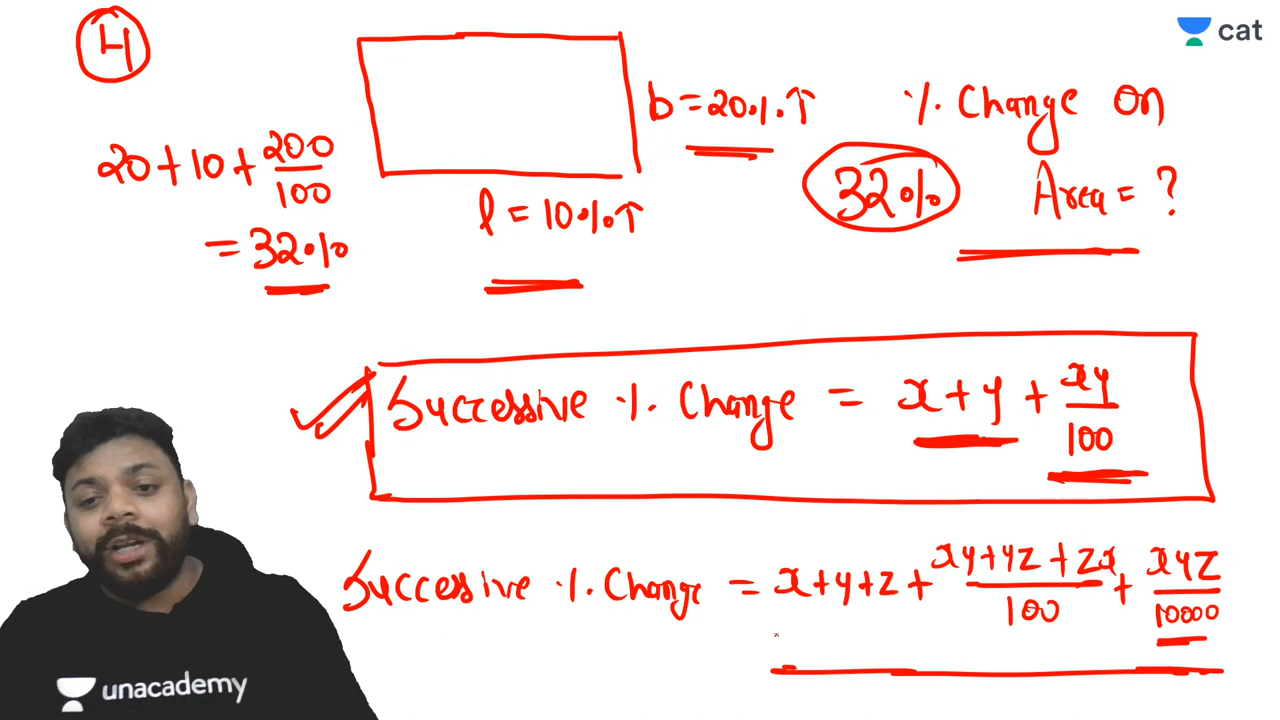 4
cat
b = 20% ↑
% Change on
Area = ?
32%
20 + 10 + 200/100
= 32%
l = 10% ↑
Successive % Change = x + y + xy/100
Successive % Change = x + y + z + xy + yz + zx/100 + xyz/10000
unacademy